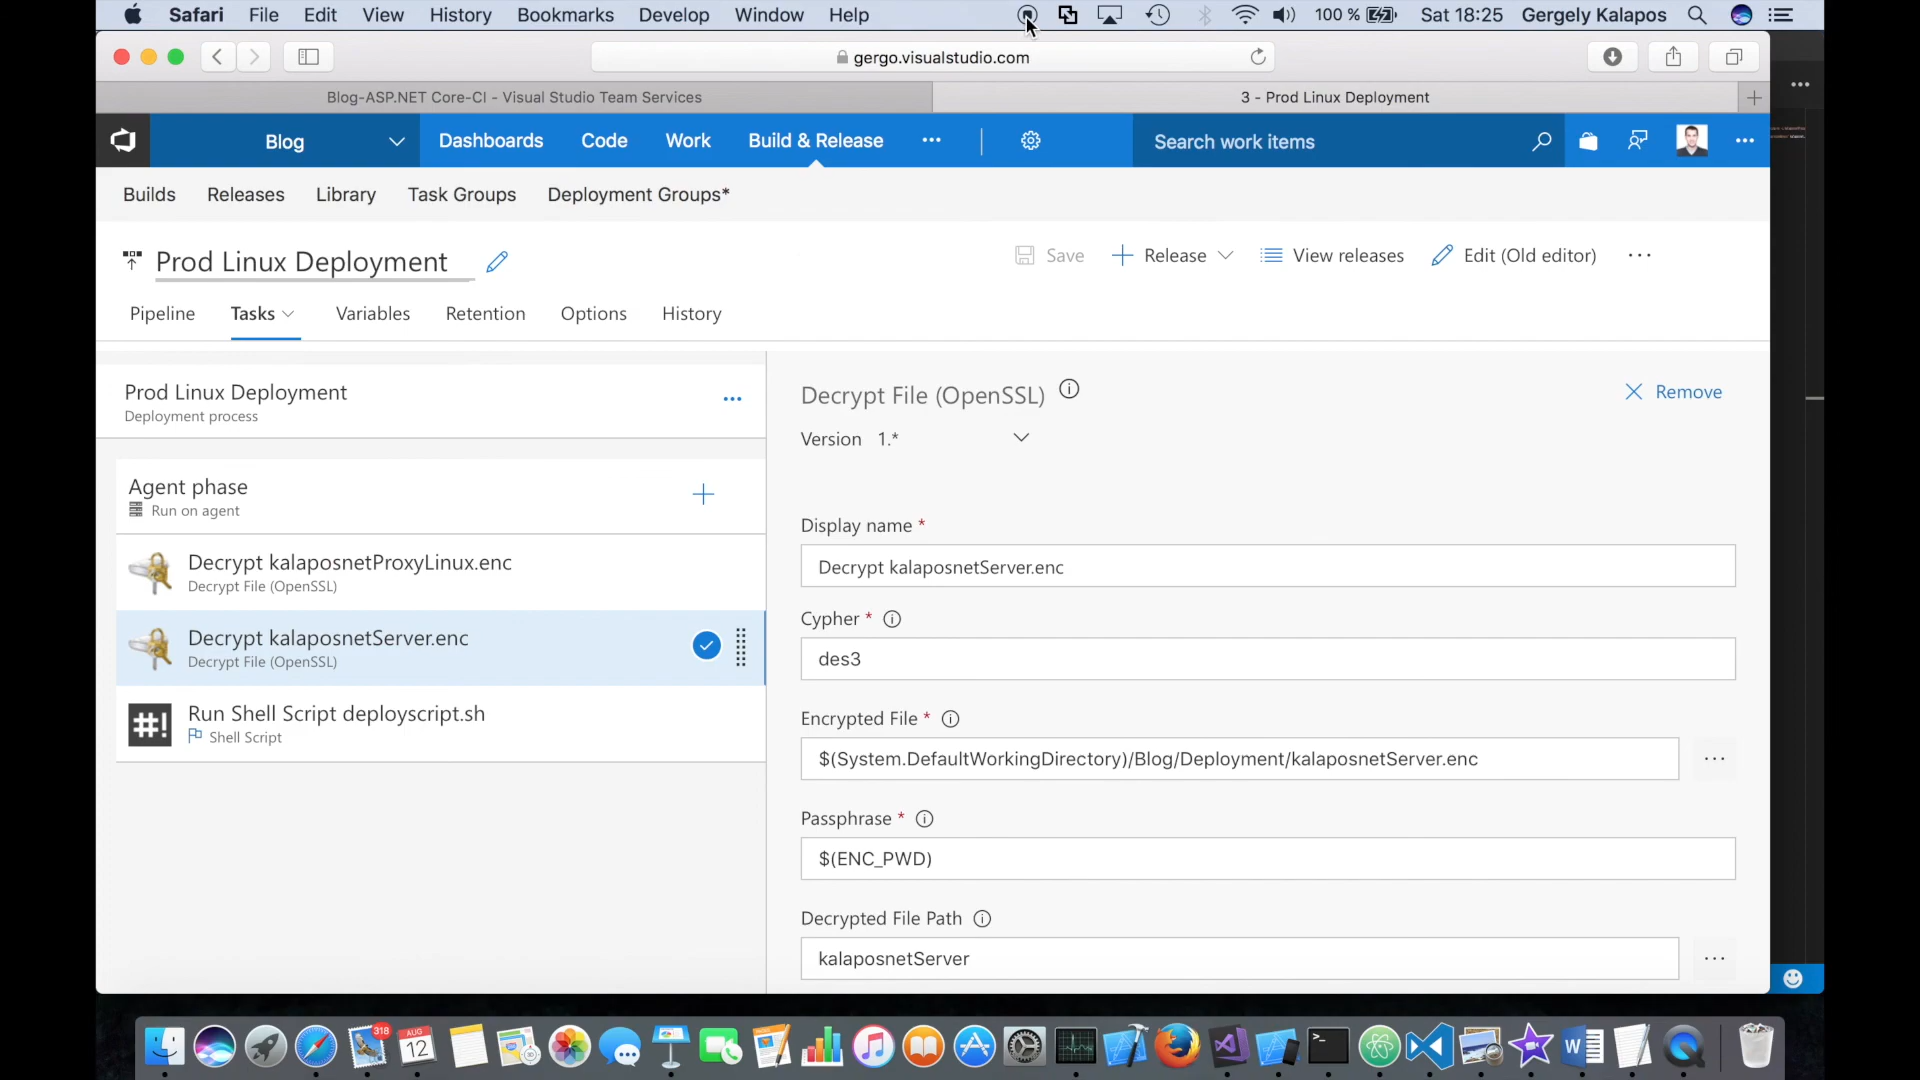 Safari File Edit View History Bookmarks Develop Window Help 100 % Sat 18:25 Gergely Kalapos
gergo.visualstudio.com
Blog-ASP.NET Core-CI - Visual Studio Team Services
3 - Prod Linux Deployment
Blog Dashboards Code Work Build & Release ··· Search work items ···
Builds Releases Library Task Groups Deployment Groups*
Prod Linux Deployment
Save Release View releases Edit (Old editor) ···
Pipeline Tasks Variables Retention Options History
Prod Linux Deployment
Deployment process
Agent phase
Run on agent
Decrypt kalaposnetProxyLinux.enc
Decrypt File (OpenSSL)
Decrypt kalaposnetServer.enc
Decrypt File (OpenSSL)
#!
Run Shell Script deployscript.sh
Shell Script
Decrypt File (OpenSSL)
Remove
Version 1.*
Display name *
Decrypt kalaposnetServer.enc
Cypher *
des3
Encrypted File *
$(System.DefaultWorkingDirectory)/Blog/Deployment/kalaposnetServer.enc
Passphrase *
$(ENC_PWD)
Decrypted File Path
kalaposnetServer
318
AUG
12